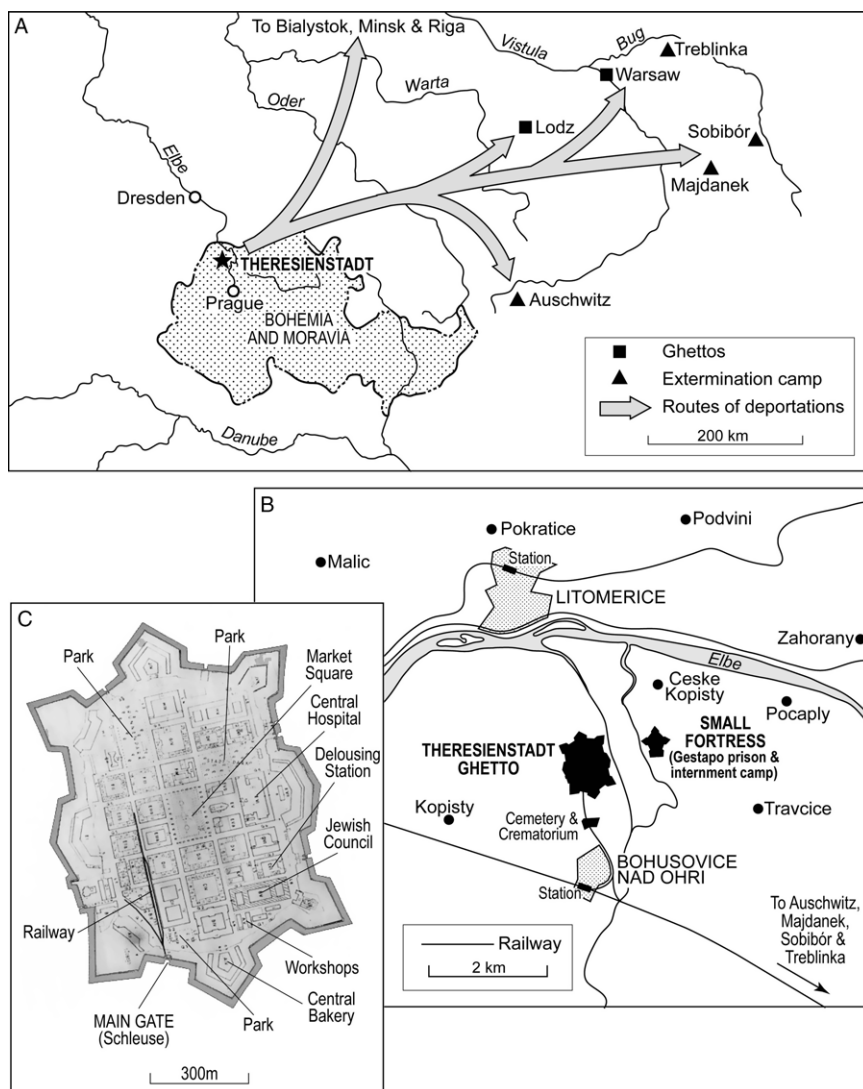 A
To Bialystok, Minsk & Riga
Vistula
Bug
Treblinka
Warsaw
Oder
Warta
Lodz
Elbe
Sobibór
Majdanek
Dresden
THERESIENSTADT
Prague
Auschwitz
BOHEMIA
AND MORAVIA
Danube
Ghettos
Extermination camp
Routes of deportations
200 km
B
Pokratice
Podvini
Malic
Station
LITOMERICE
Zahorany
Elbe
Ceske
Kopisty
Pocaply
SMALL
FORTRESS
(Gestapo prison &
internment camp)
THERESIENSTADT
GHETTO
Kopisty
Travcice
Cemetery &
Crematorium
BOHUSOVICE
NAD OHRI
Station
To Auschwitz,
Majdanek,
Sobibór &
Treblinka
Railway
2 km
C
Park
Park
Market
Square
Central
Hospital
Delousing
Station
Jewish
Council
Railway
Workshops
Central
Bakery
Park
MAIN GATE
(Schleuse)
300m